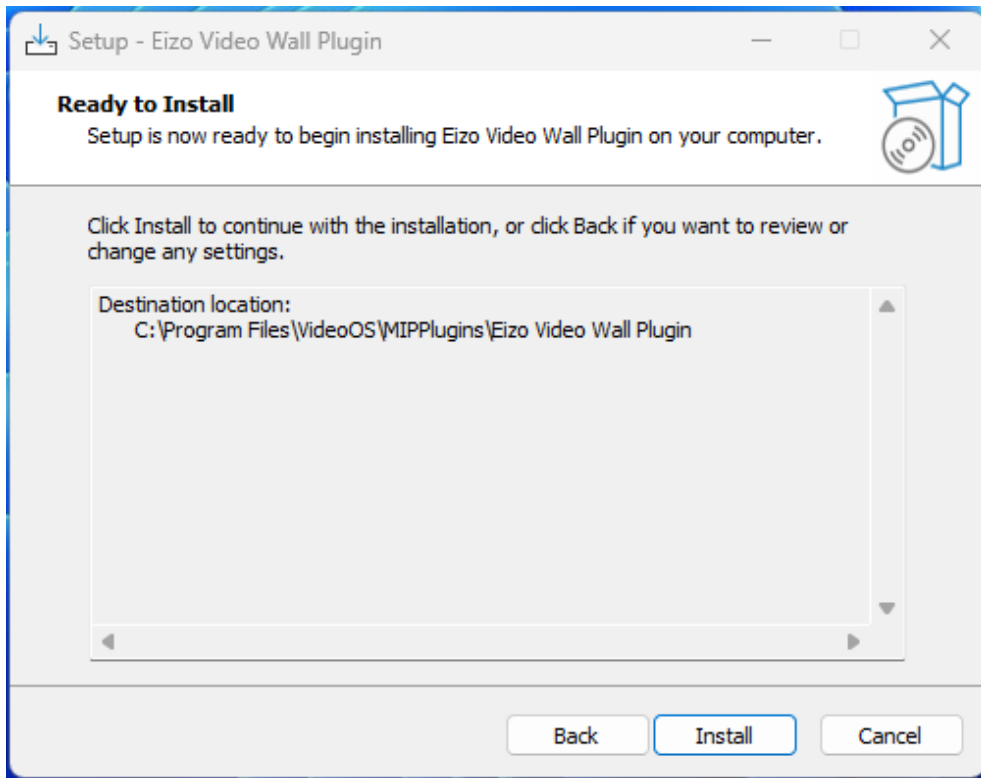 Setup - Eizo Video Wall Plugin
Ready to Install
Setup is now ready to begin installing Eizo Video Wall Plugin on your computer.
Click Install to continue with the installation, or click Back if you want to review or
change any settings.
Destination location:
C:\Program Files\VideoOS\MIPPlugins\Eizo Video Wall Plugin
Back
Install
Cancel